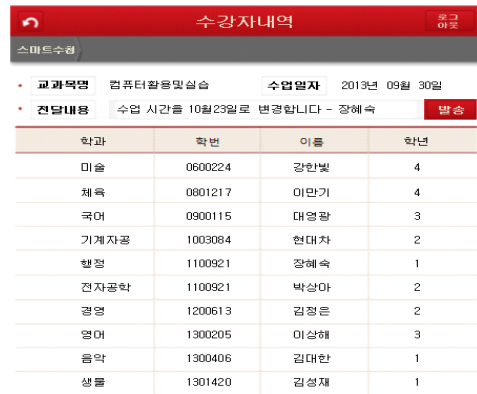 수강자내역
로그
아웃
스마트수첩
• 교과목명 컴퓨터활용및실습 수업일자 2013년 09월 30일
• 전달내용 수업 시간을 10월23일로 변경합니다 - 장혜숙 발송
학과 학번 이름 학년
미술 0600224 강한빛 4
체육 0801217 이만기 4
국어 0900115 대영광 3
기계자공 1003084 현대차 2
행정 1100921 장혜숙 1
전자공학 1100921 박상아 2
경영 1200613 김정은 2
영어 1300205 이상해 3
음악 1300406 김대한 1
생물 1301420 김성재 1